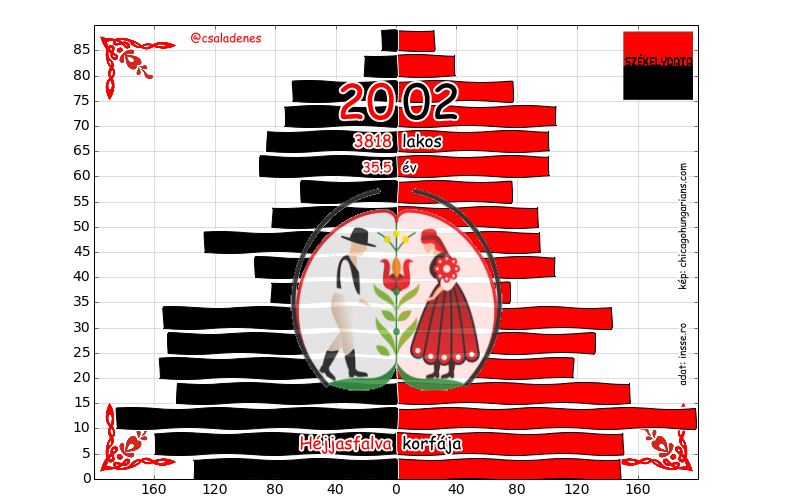 @csaladenes
SZÉKELYDATA
2002
3818 lakos
35.5 év
kép: chicagohungarians.com
adat: insse.ro
Héjjasfalva korfája
85
80
75
70
65
60
55
50
45
40
35
30
25
20
15
10
5
0
160 120 80 40 0 40 80 120 160